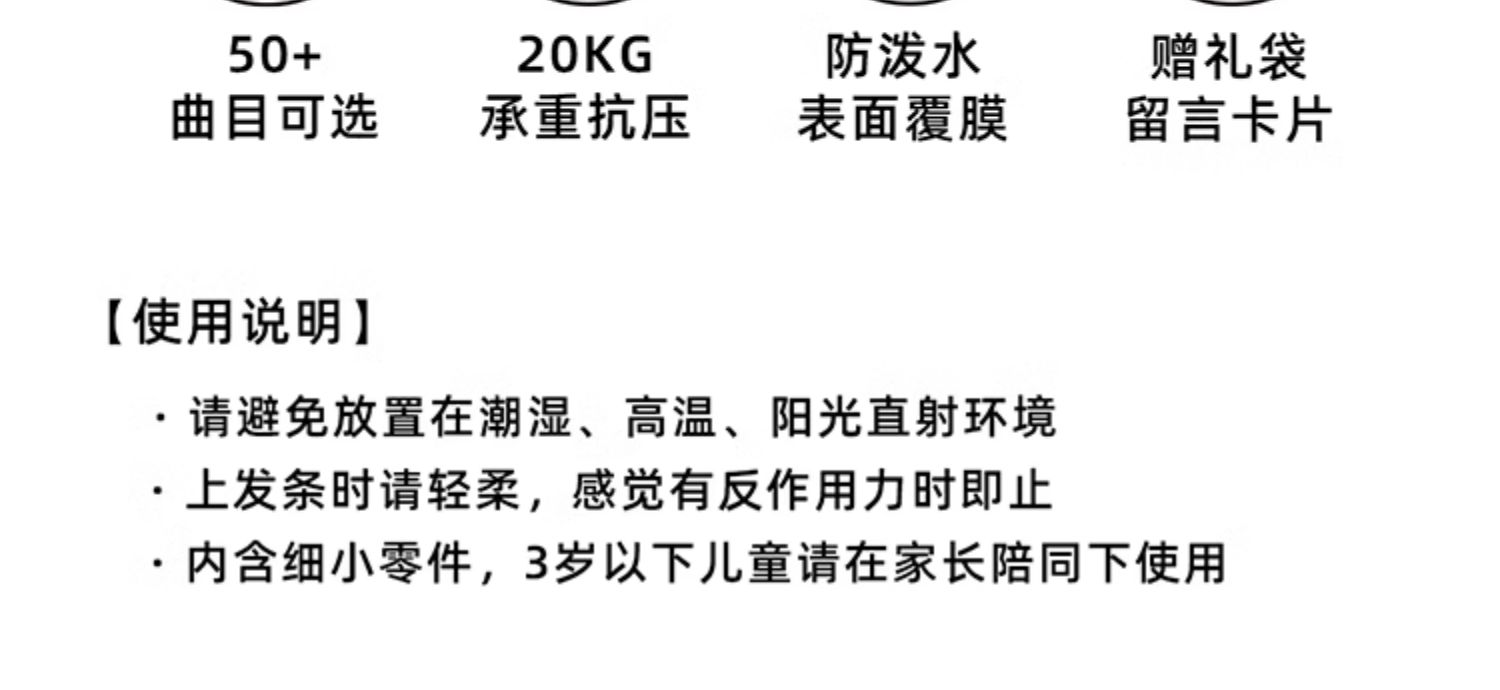 50+
曲目可选
20KG
承重抗压
防泼水
表面覆膜
赠礼袋
留言卡片
【使用说明】
· 请避免放置在潮湿、高温、阳光直射环境
· 上发条时请轻柔，感觉有反作用力时即止
· 内含细小零件，3岁以下儿童请在家长陪同下使用